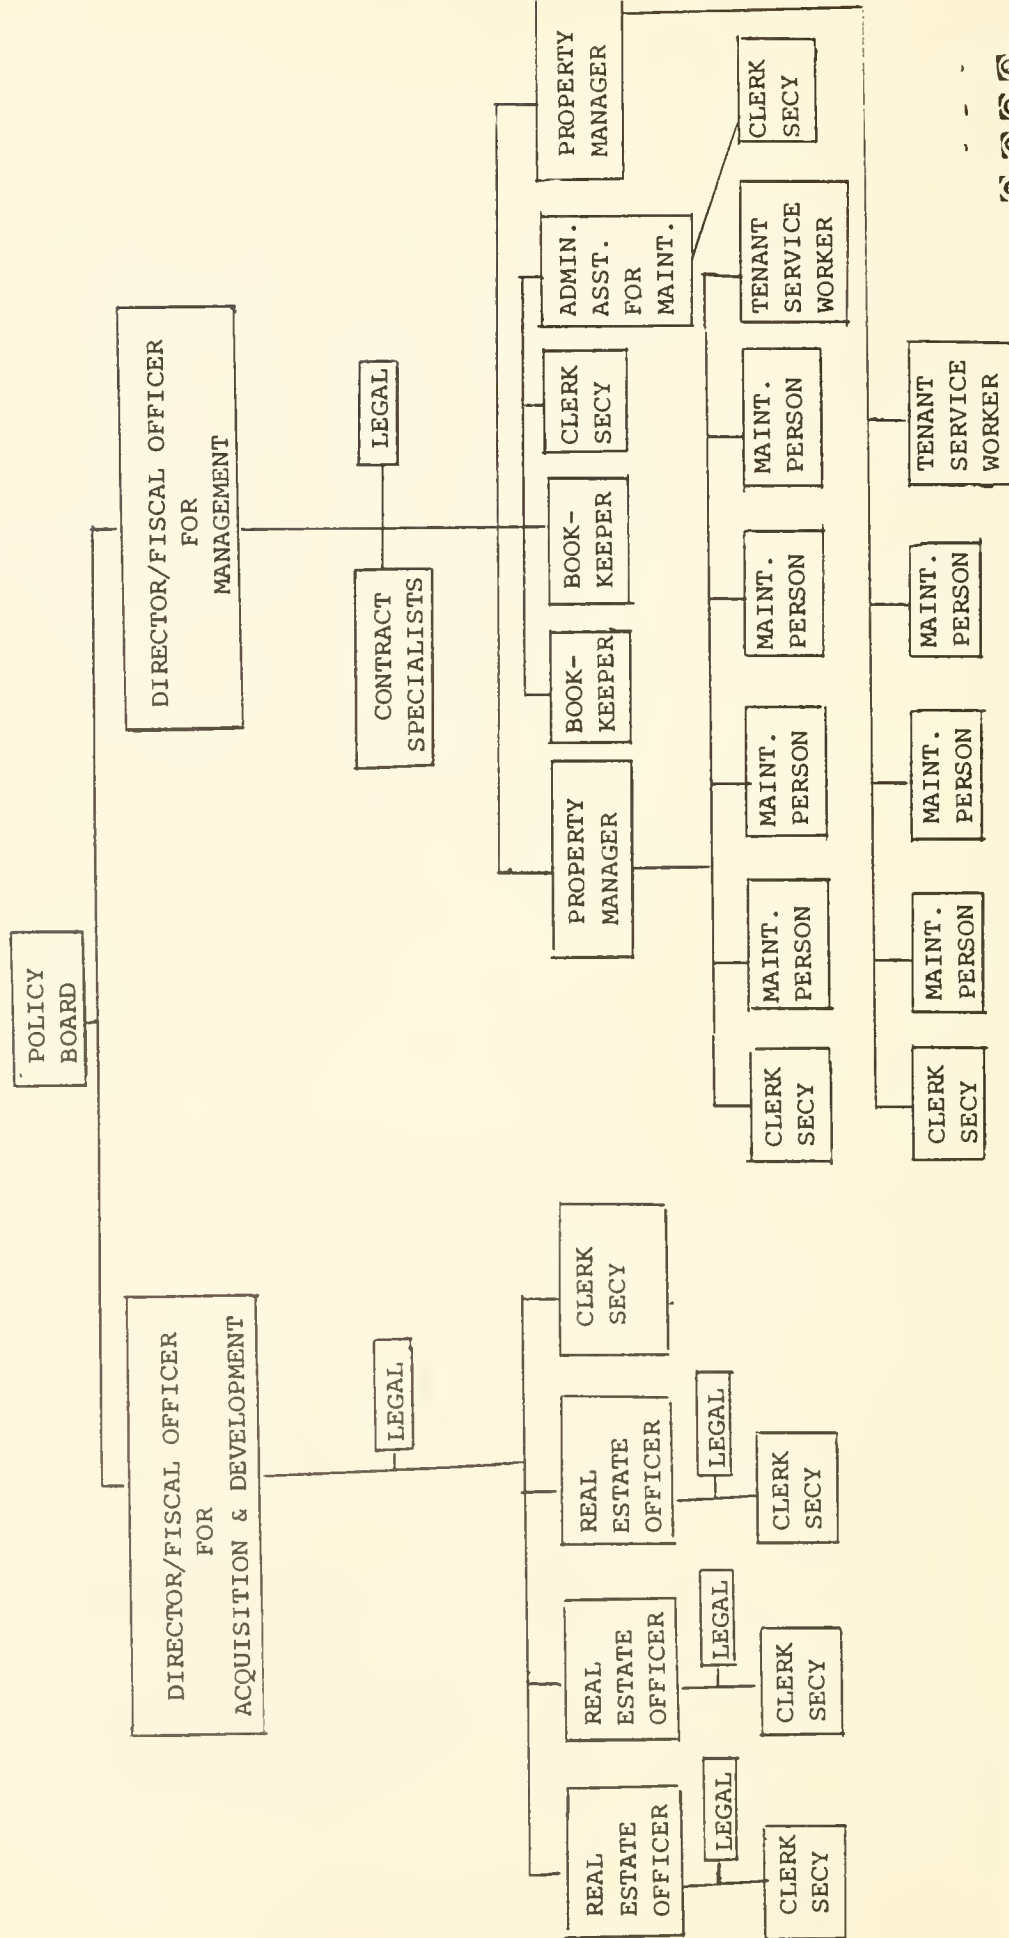 POLICY
BOARD
DIRECTOR/FISCAL OFFICER
FOR
ACQUISITION & DEVELOPMENT
DIRECTOR/FISCAL OFFICER
FOR
MANAGEMENT
LEGAL
CONTRACT
SPECIALISTS
LEGAL
REAL
ESTATE
OFFICER
REAL
ESTATE
OFFICER
REAL
ESTATE
OFFICER
CLERK
SECY
PROPERTY
MANAGER
BOOK-
KEEPER
BOOK-
KEEPER
CLERK
SECY
ADMIN.
ASST.
FOR
MAINT.
PROPERTY
MANAGER
LEGAL
LEGAL
LEGAL
CLERK
SECY
CLERK
SECY
CLERK
SECY
CLERK
SECY
MAINT.
PERSON
MAINT.
PERSON
MAINT.
PERSON
MAINT.
PERSON
TENANT
SERVICE
WORKER
CLERK
SECY
CLERK
SECY
MAINT.
PERSON
MAINT.
PERSON
MAINT.
PERSON
TENANT
SERVICE
WORKER